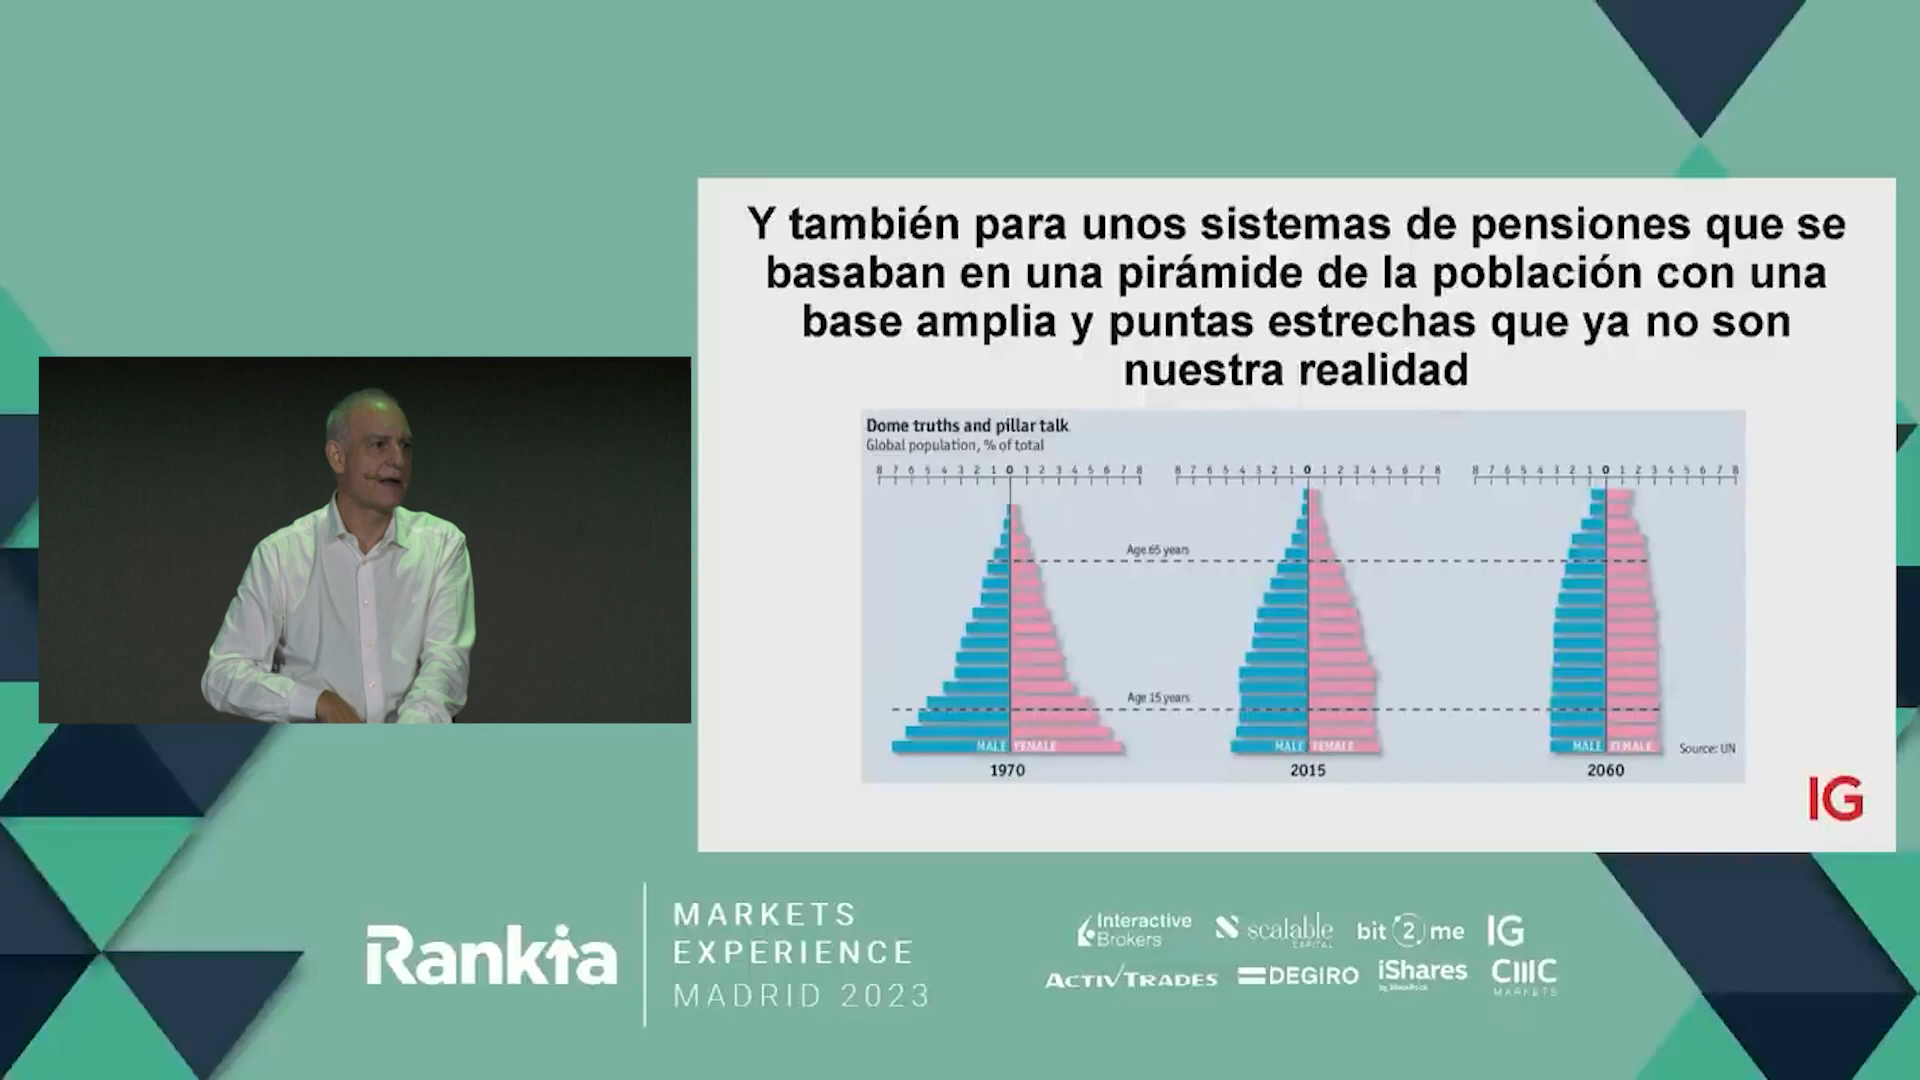 Y también para unos sistemas de pensiones que se
basaban en una pirámide de la población con una
base amplia y puntas estrechas que ya no son
nuestra realidad
Dome truths and pillar talk
Global population, % of total
8 7 6 5 4 3 2 1 0 1 2 3 4 5 6 7 8
8 7 6 5 4 3 2 1 0 1 2 3 4 5 6 7 8
8 7 6 5 4 3 2 1 0 1 2 3 4 5 6 7 8
Age 65 years
Age 15 years
MALE FEMALE
MALE FEMALE
MALE FEMALE
Source: UN
1970
2015
2060
IG
Rankia
MARKETS
EXPERIENCE
MADRID 2023
Interactive
Brokers
scalable
CAPITAL
bit2me
IG
ACTIVTRADES
DEGIRO
iShares
by BlackRock
CMC
MARKETS